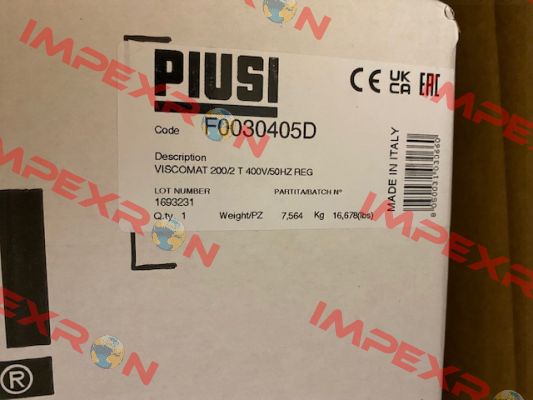 PIUSI
CE UK CA EAC
Code F0030405D
Description
VISCOMAT 200/2 T 400V/50HZ REG
LOT NUMBER PARTITA/BATCH N°
1693231
Q.ty 1 Weight/PZ 7,564 Kg 16,678(lbs)
MADE IN ITALY
8050031030660
®
IMPEXRON
IMPEXRON
IMPEXRON
IMPEXRON
IMPEXRON